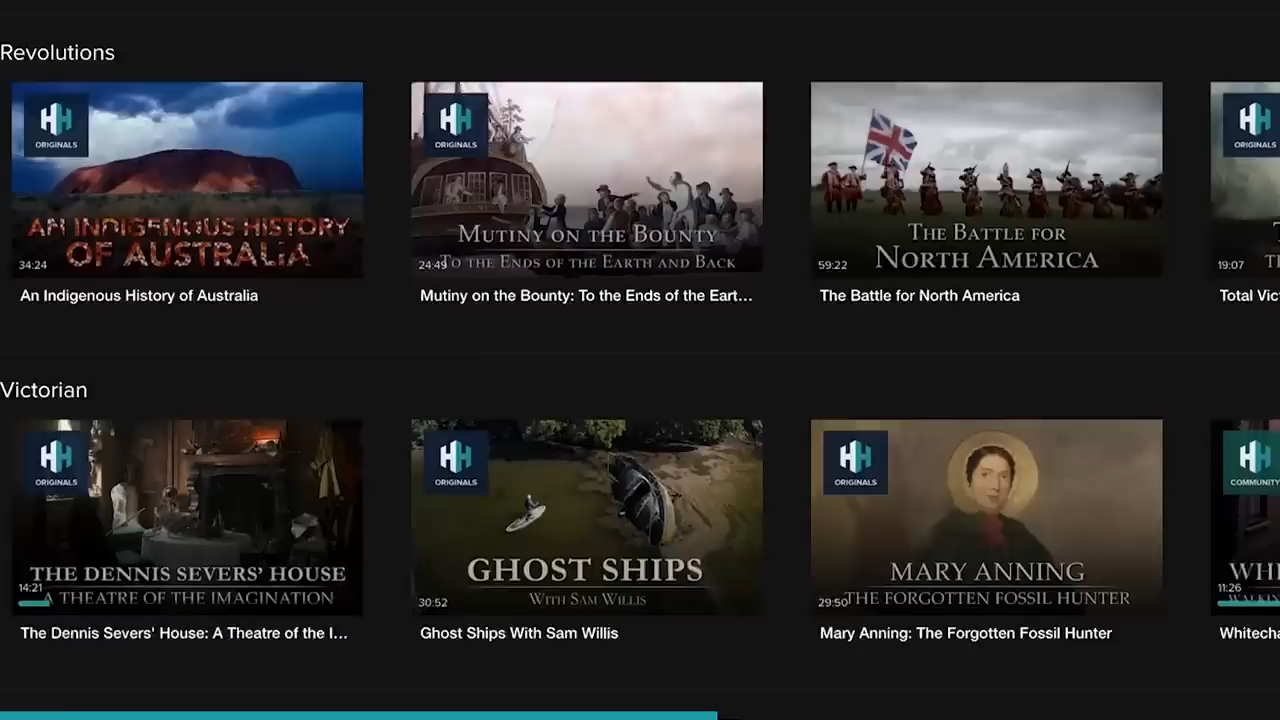 Revolutions
ORIGINALS
AN INDIGENOUS HISTORY
OF AUSTRALIA
34:24
An Indigenous History of Australia
ORIGINALS
MUTINY ON THE BOUNTY
TO THE ENDS OF THE EARTH AND BACK
24:49
Mutiny on the Bounty: To the Ends of the Eart...
THE BATTLE FOR
NORTH AMERICA
59:22
The Battle for North America
ORIGINALS
19:07
Total Vic
Victorian
ORIGINALS
THE DENNIS SEVERS' HOUSE
A THEATRE OF THE IMAGINATION
14:21
The Dennis Severs' House: A Theatre of the I...
ORIGINALS
GHOST SHIPS
WITH SAM WILLIS
30:52
Ghost Ships With Sam Willis
ORIGINALS
MARY ANNING
THE FORGOTTEN FOSSIL HUNTER
29:50
Mary Anning: The Forgotten Fossil Hunter
COMMUNITY
WHI
11:26
Whitecha